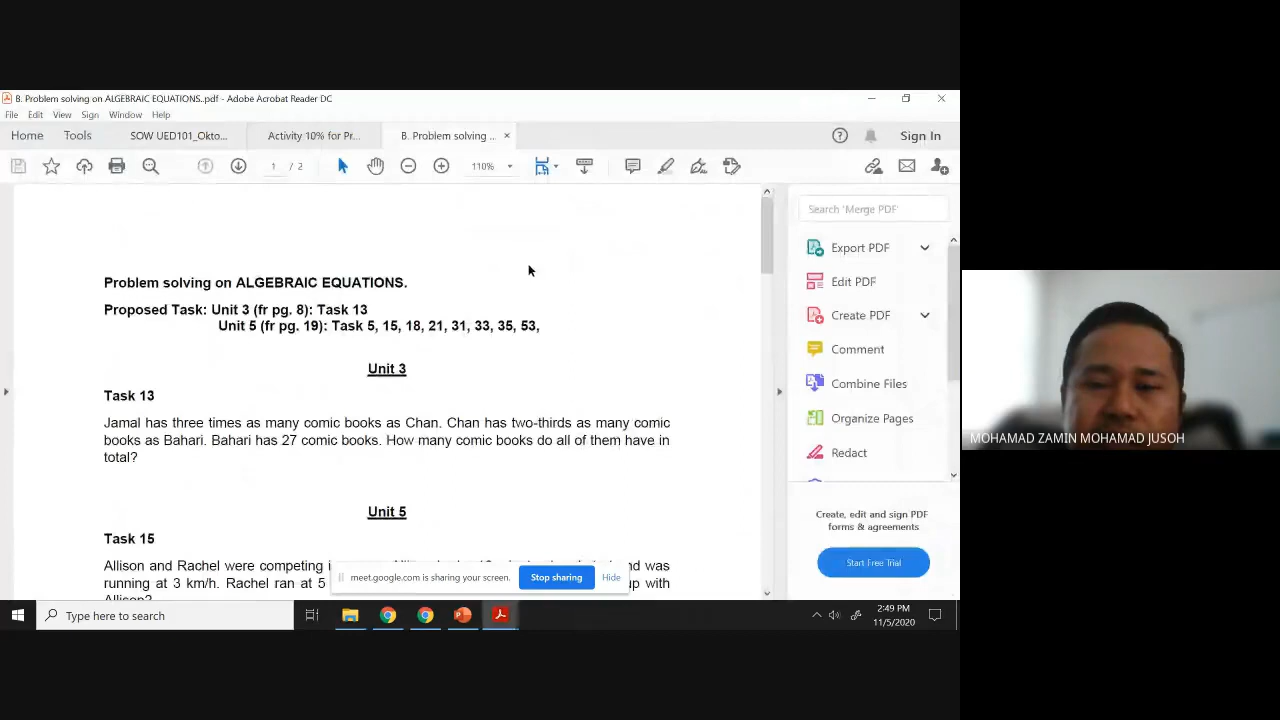 B. Problem solving on ALGEBRAIC EQUATIONS..pdf - Adobe Acrobat Reader DC
File Edit View Sign Window Help
Home Tools SOW UED101_Okto... Activity 10% for Pr... B. Problem solving ... × Sign In
1 / 2 110%
Search 'Merge PDF'
Export PDF
Edit PDF
Create PDF
Comment
Combine Files
Organize Pages
Redact
Create, edit and sign PDF
forms & agreements
Start Free Trial
Problem solving on ALGEBRAIC EQUATIONS.
Proposed Task: Unit 3 (fr pg. 8): Task 13
Unit 5 (fr pg. 19): Task 5, 15, 18, 21, 31, 33, 35, 53,
Unit 3
Task 13
Jamal has three times as many comic books as Chan. Chan has two-thirds as many comic
books as Bahari. Bahari has 27 comic books. How many comic books do all of them have in
total?
Unit 5
Task 15
Allison and Rachel were competing nd was
running at 3 km/h. Rachel ran at 5 up with
Allison?
meet.google.com is sharing your screen. Stop sharing Hide
Type here to search
2:49 PM
11/5/2020
MOHAMAD ZAMIN MOHAMAD JUSOH